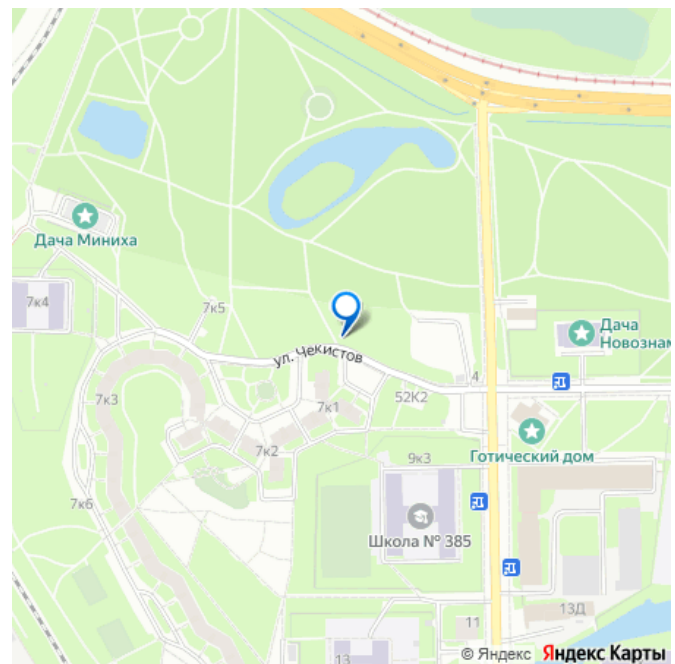 Дача Миниха
7к4
7к5
Дача
Новознам
ул. Чекистов
4
7к3
7к1
52К2
7к2
9к3
Готический дом
7к6
Школа № 385
13Д
11
13
© Яндекс Яндекс Карты